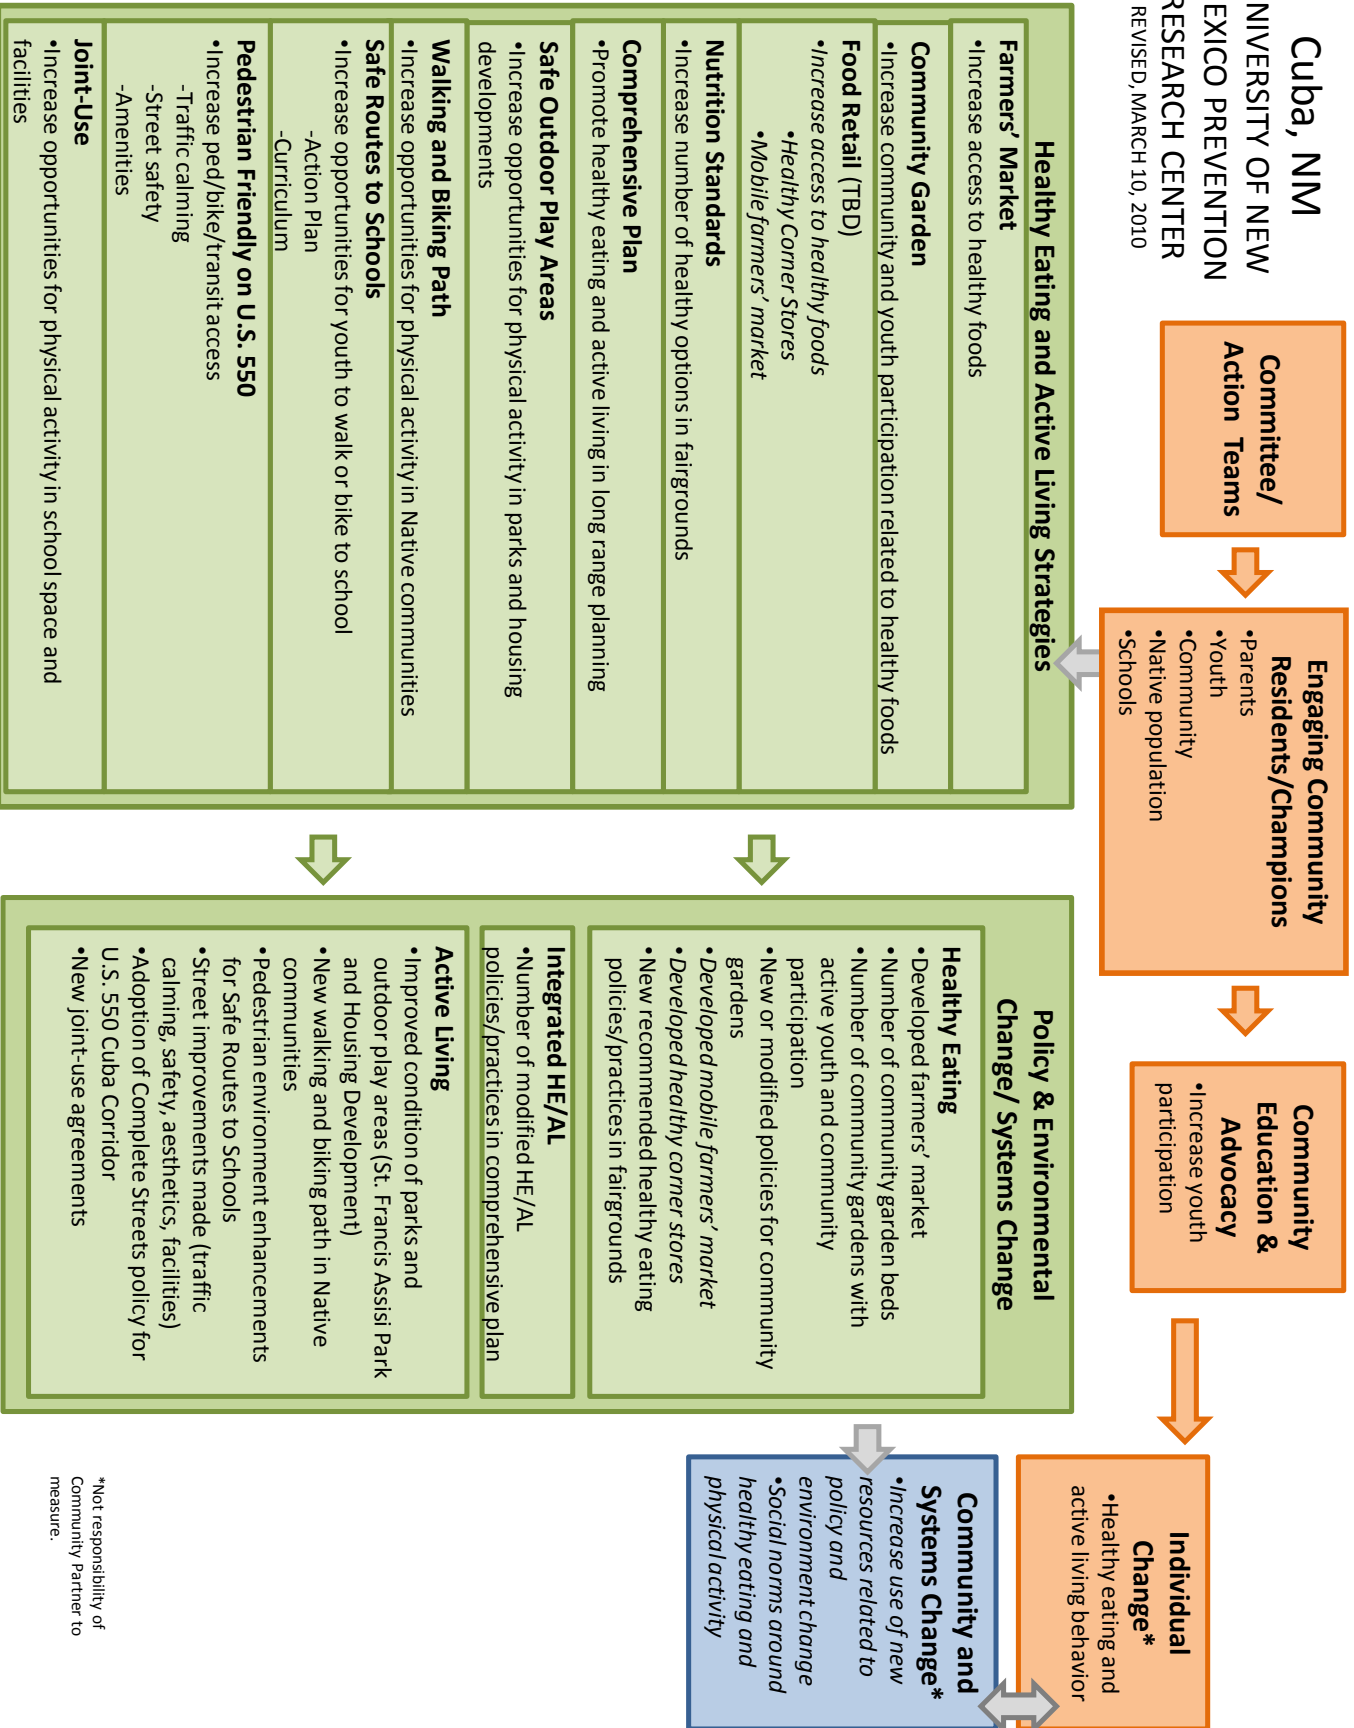 Cuba, NM
NIVERSITY OF NEW
EXICO PREVENTION
RESEARCH CENTER
REVISED, MARCH 10, 2010
Committee/
Action Teams
Engaging Community
Residents/Champions
•Parents
•Youth
•Community
•Native population
•Schools
Community
Education &
Advocacy
•Increase youth
participation
Individual
Change*
•Healthy eating and
active living behavior
Healthy Eating and Active Living Strategies
Farmers' Market
•Increase access to healthy foods
Community Garden
•Increase community and youth participation related to healthy foods
Food Retail (TBD)
•Increase access to healthy foods
•Healthy Corner Stores
•Mobile farmers' market
Nutrition Standards
•Increase number of healthy options in fairgrounds
Comprehensive Plan
•Promote healthy eating and active living in long range planning
Safe Outdoor Play Areas
•Increase opportunities for physical activity in parks and housing
developments
Walking and Biking Path
•Increase opportunities for physical activity in Native communities
Safe Routes to Schools
•Increase opportunities for youth to walk or bike to school
-Action Plan
-Curriculum
Pedestrian Friendly on U.S. 550
•Increase ped/bike/transit access
-Traffic calming
-Street safety
-Amenities
Joint-Use
•Increase opportunities for physical activity in school space and
facilities
Policy & Environmental
Change/ Systems Change
Healthy Eating
•Developed farmers' market
•Number of community garden beds
•Number of community gardens with
active youth and community
participation
•New or modified policies for community
gardens
•Developed mobile farmers' market
•Developed healthy corner stores
•New recommended healthy eating
policies/practices in fairgrounds
Integrated HE/AL
•Number of modified HE/AL
policies/practices in comprehensive plan
Active Living
•Improved condition of parks and
outdoor play areas (St. Francis Assisi Park
and Housing Development)
•New walking and biking path in Native
communities
•Pedestrian environment enhancements
for Safe Routes to Schools
•Street improvements made (traffic
calming, safety, aesthetics, facilities)
•Adoption of Complete Streets policy for
U.S. 550 Cuba Corridor
•New joint-use agreements
Community and
Systems Change*
•Increase use of new
resources related to
policy and
environment change
•Social norms around
healthy eating and
physical activity
*Not responsibility of
Community Partner to
measure.